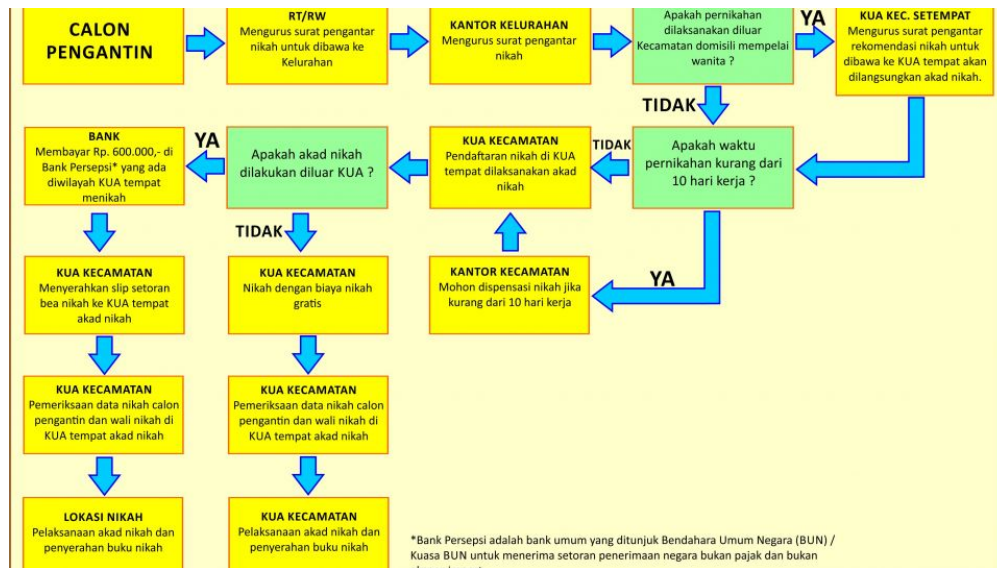 CALON
PENGANTIN
RT/RW
Mengurus surat pengantar
nikah untuk dibawa ke
Kelurahan
KANTOR KELURAHAN
Mengurus surat pengantar
nikah
Apakah pernikahan
dilaksanakan diluar
Kecamatan domisili mempelai
wanita ?
YA
KUA KEC. SETEMPAT
Mengurus surat pengantar
rekomendasi nikah untuk
dibawa ke KUA tempat akan
dilangsungkan akad nikah.
TIDAK
Apakah waktu
pernikahan kurang dari
10 hari kerja ?
TIDAK
KUA KECAMATAN
Pendaftaran nikah di KUA
tempat dilaksanakan akad
nikah
Apakah akad nikah
dilakukan diluar KUA ?
YA
BANK
Membayar Rp. 600.000,- di
Bank Persepsi* yang ada
diwilayah KUA tempat
menikah
TIDAK
YA
KANTOR KECAMATAN
Mohon dispensasi nikah jika
kurang dari 10 hari kerja
KUA KECAMATAN
Menyerahkan slip setoran
bea nikah ke KUA tempat
akad nikah
KUA KECAMATAN
Nikah dengan biaya nikah
gratis
KUA KECAMATAN
Pemeriksaan data nikah calon
pengantin dan wali nikah di
KUA tempat akad nikah
KUA KECAMATAN
Pemeriksaan data nikah calon
pengantin dan wali nikah di
KUA tempat akad nikah
LOKASI NIKAH
Pelaksanaan akad nikah dan
penyerahan buku nikah
KUA KECAMATAN
Pelaksanaan akad nikah dan
penyerahan buku nikah
*Bank Persepsi adalah bank umum yang ditunjuk Bendahara Umum Negara (BUN) /
Kuasa BUN untuk menerima setoran penerimaan negara bukan pajak dan bukan